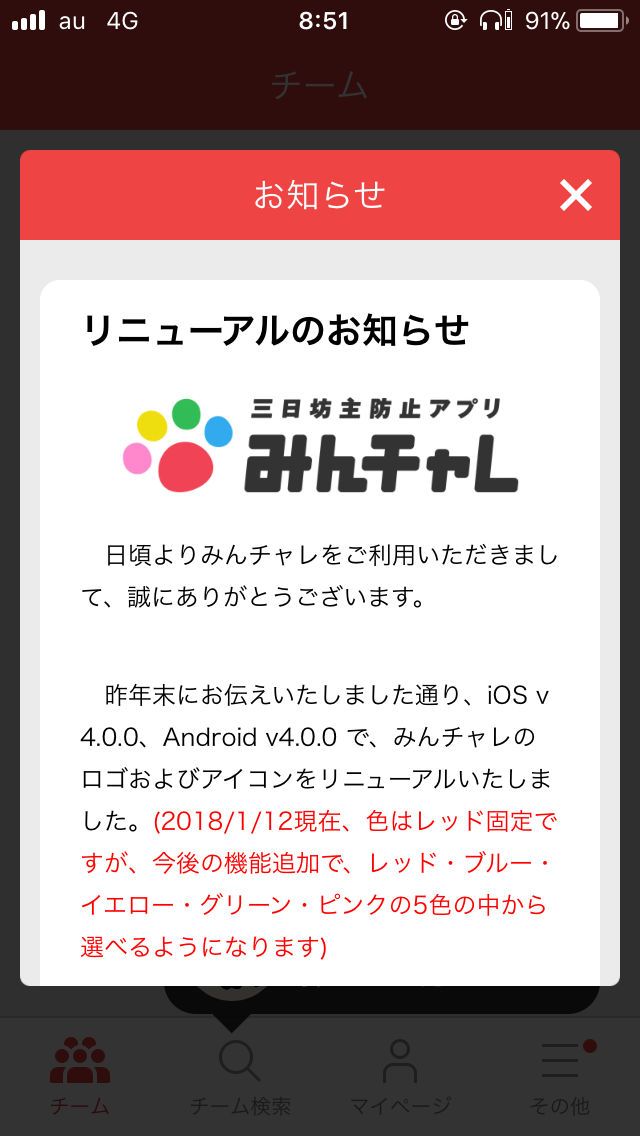 au 4G 8:51 91%
チーム
お知らせ
リニューアルのお知らせ
三日坊主防止アプリ
みんチャレ
日頃よりみんチャレをご利用いただきまし
て、誠にありがとうございます。
昨年末にお伝えいたしました通り、iOS v
4.0.0、Android v4.0.0 で、みんチャレの
ロゴおよびアイコンをリニューアルいたしま
した。(2018/1/12現在、色はレッド固定で
すが、今後の機能追加で、レッド・ブルー・
イエロー・グリーン・ピンクの5色の中から
選べるようになります)
チーム チーム検索 マイページ その他